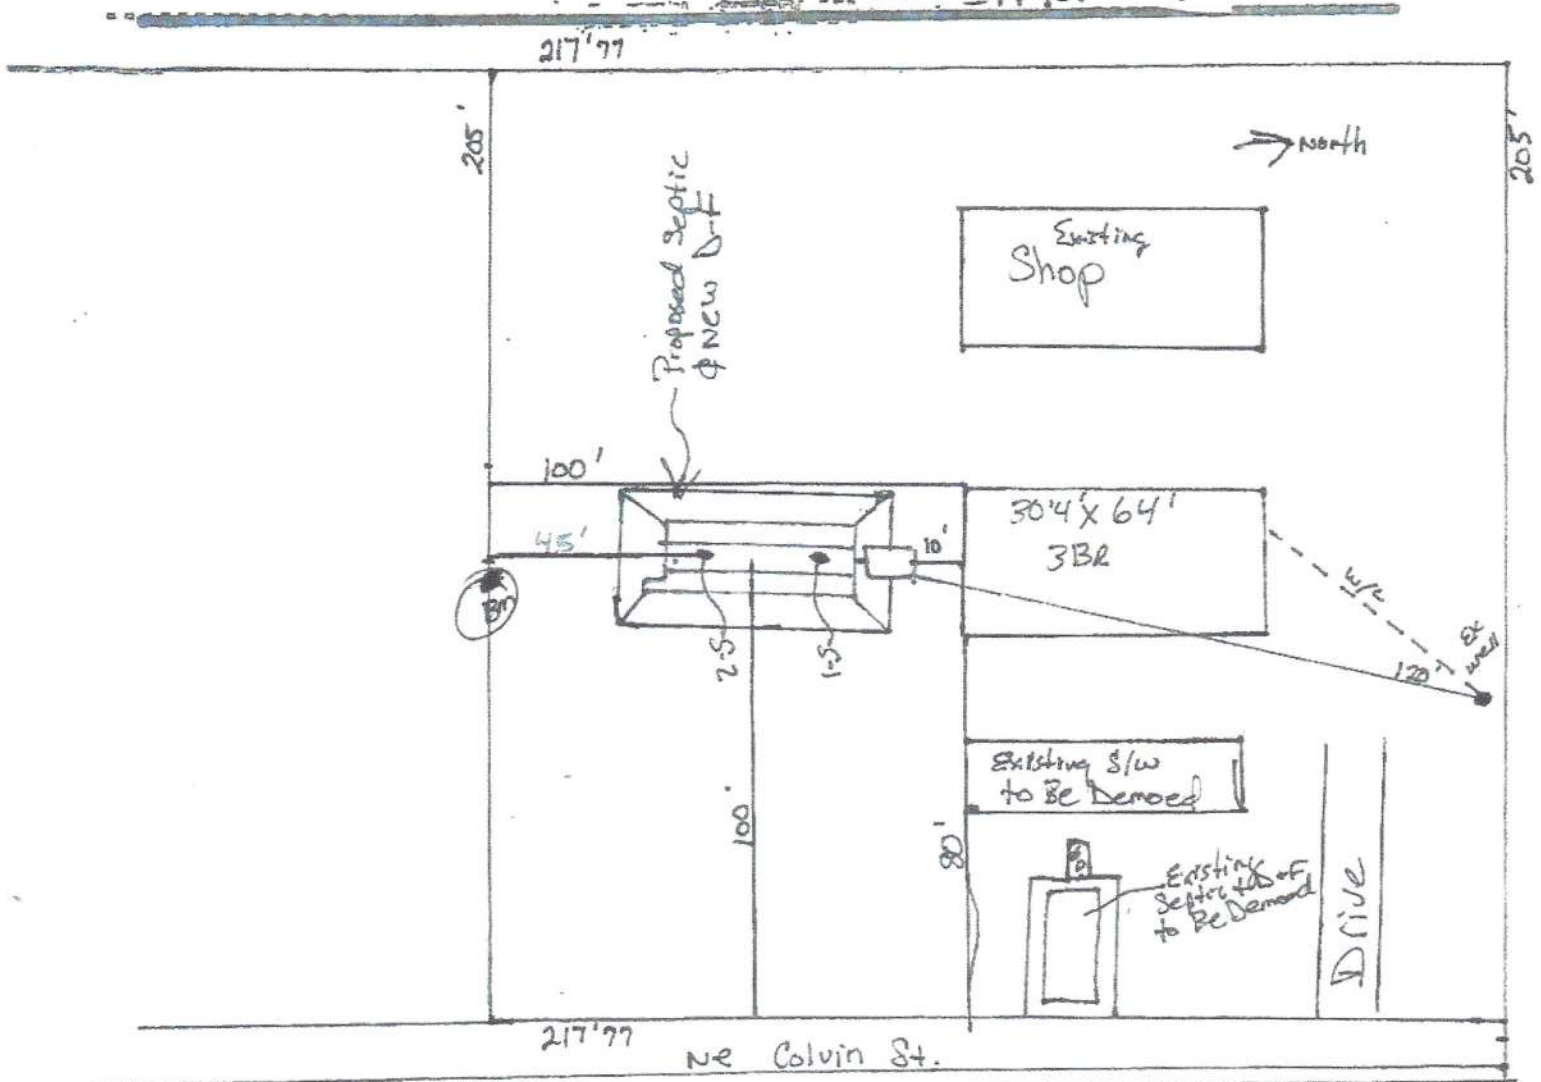 217'77
205'
North
205'
Proposed Septic
& New D-F
Existing
Shop
100'
45'
10'
30'4' x 64'
3BR
BM
2-S
1-S
W/L
Ex
well
120'
Existing S/W
to Be Demoed
100'
80'
Existing
Septic to D-F
to Be Demoed
Drive
217'77
Ne Colvin St.